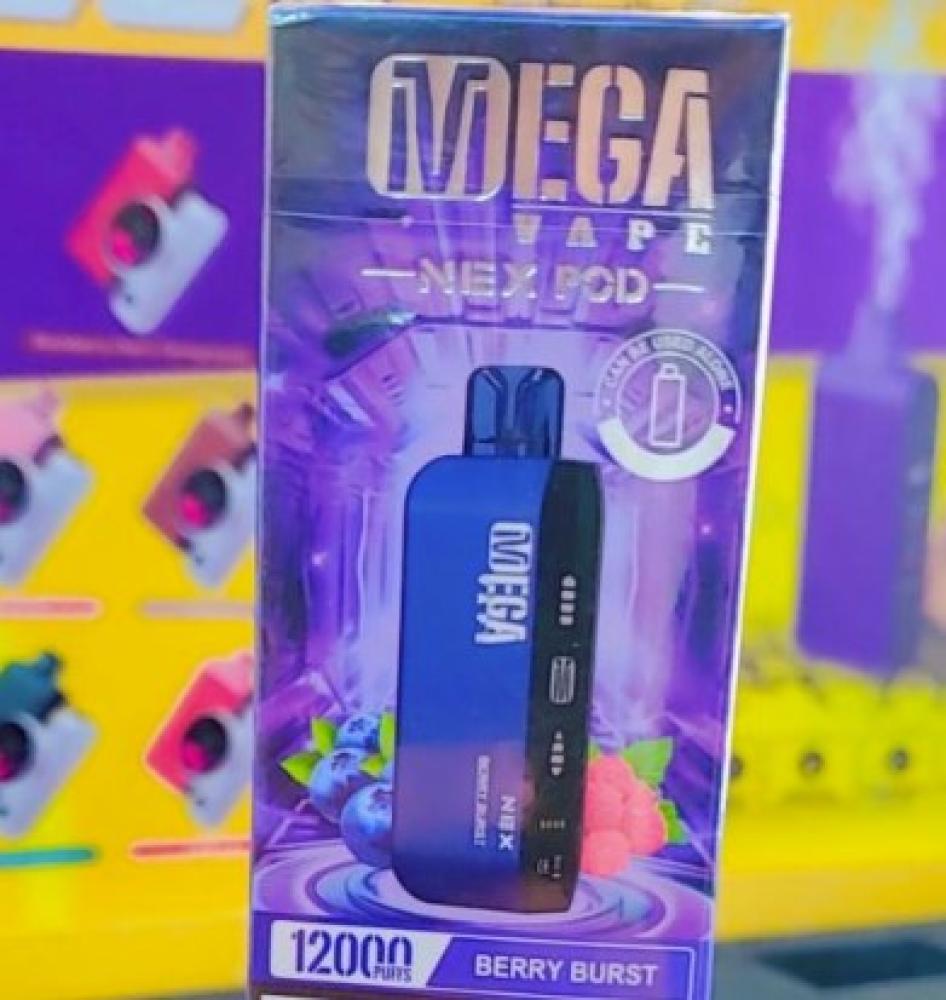 MEGA
VAPE
NEX POD
CAN BE USED ALONE
MEGA
NEX
BERRY BURST
12000
PUFFS
BERRY BURST